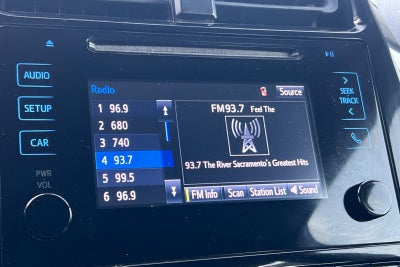 AUDIO
SETUP
CAR
PWR
VOL
Radio
Source
1 96.9
2 680
3 740
4 93.7
5 99.5
6 96.9
FM93.7 Feel The
93.7 The River Sacramento's Greatest Hits
FM Info
Scan
Station List
Sound
SEEK
TRACK
TUNE